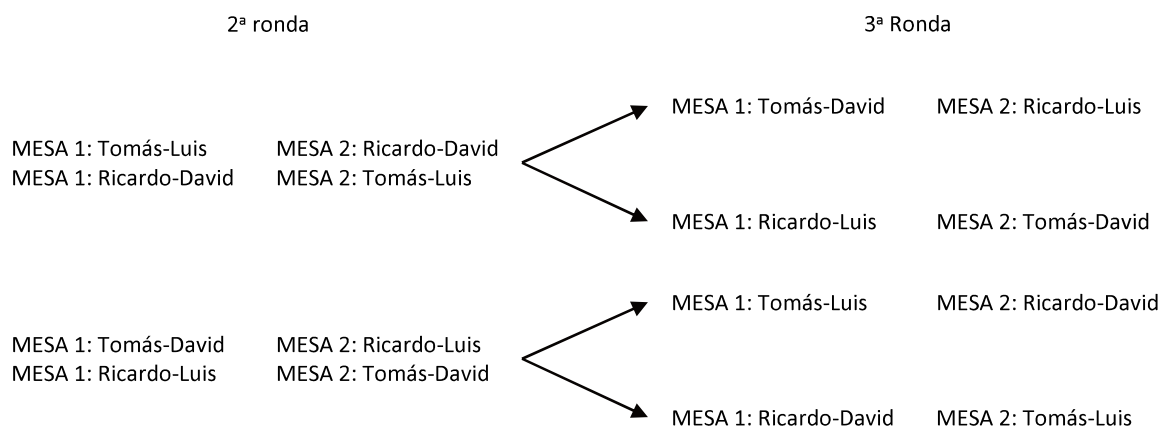 2ª ronda
3ª Ronda
MESA 1: Tomás-David MESA 2: Ricardo-Luis
MESA 1: Tomás-Luis MESA 2: Ricardo-David
MESA 1: Ricardo-David MESA 2: Tomás-Luis
MESA 1: Ricardo-Luis MESA 2: Tomás-David
MESA 1: Tomás-Luis MESA 2: Ricardo-David
MESA 1: Tomás-David MESA 2: Ricardo-Luis
MESA 1: Ricardo-Luis MESA 2: Tomás-David
MESA 1: Ricardo-David MESA 2: Tomás-Luis